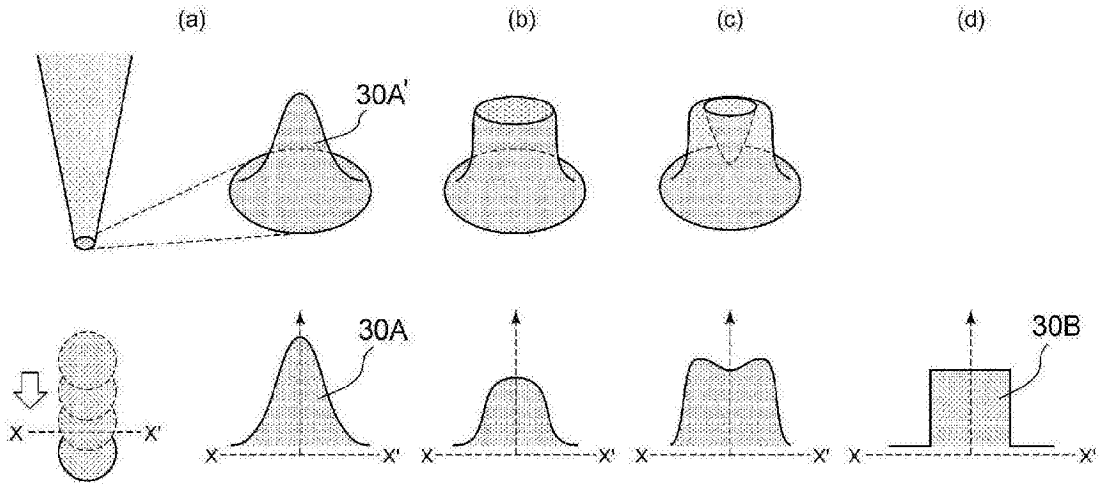 (a) (b) (c) (d)
30A'
30A 30B
X X' X X' X X' X X' X X'